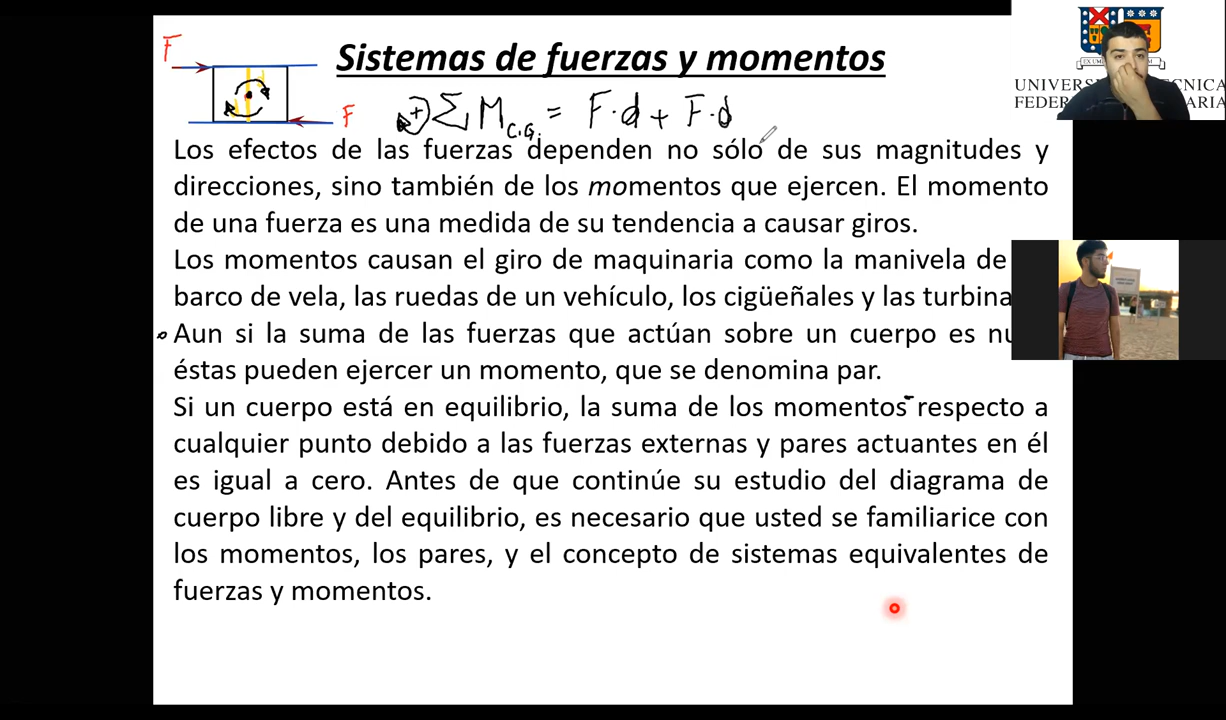 F
Sistemas de fuerzas y momentos
UNIVER TÉCNICA
FEDER ARIA
F
+ Σ M C.G. = F·d + F·d
Los efectos de las fuerzas dependen no sólo de sus magnitudes y
direcciones, sino también de los momentos que ejercen. El momento
de una fuerza es una medida de su tendencia a causar giros.
Los momentos causan el giro de maquinaria como la manivela de
barco de vela, las ruedas de un vehículo, los cigüeñales y las turbina
Aun si la suma de las fuerzas que actúan sobre un cuerpo es nu
éstas pueden ejercer un momento, que se denomina par.
Si un cuerpo está en equilibrio, la suma de los momentos respecto a
cualquier punto debido a las fuerzas externas y pares actuantes en él
es igual a cero. Antes de que continúe su estudio del diagrama de
cuerpo libre y del equilibrio, es necesario que usted se familiarice con
los momentos, los pares, y el concepto de sistemas equivalentes de
fuerzas y momentos.